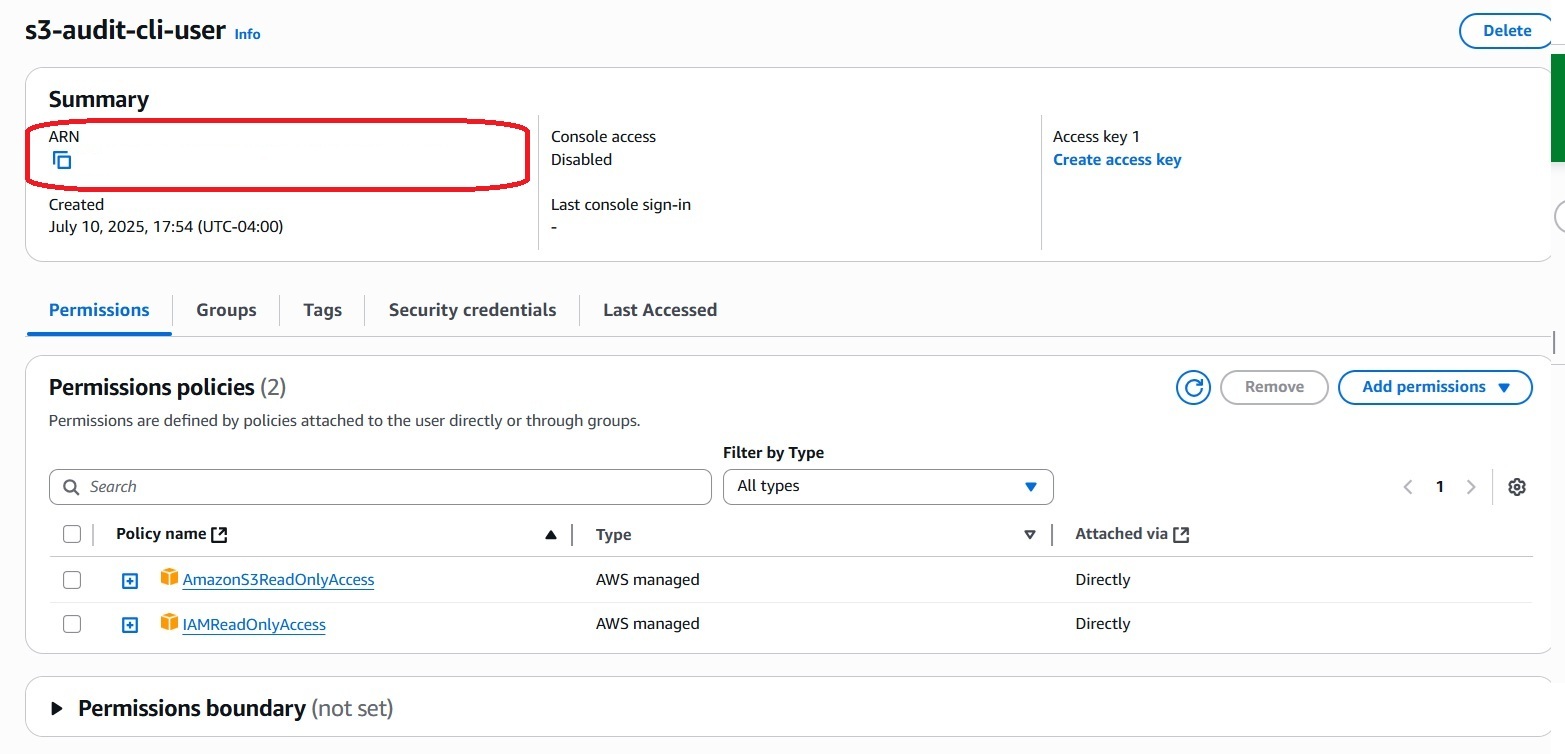 s3-audit-cli-user Info
Delete
Summary
ARN
Created
July 10, 2025, 17:54 (UTC-04:00)
Console access
Disabled
Last console sign-in
-
Access key 1
Create access key
Permissions
Groups
Tags
Security credentials
Last Accessed
Permissions policies (2)
Remove
Add permissions
Permissions are defined by policies attached to the user directly or through groups.
Search
Filter by Type
All types
1
Policy name
Type
Attached via
AmazonS3ReadOnlyAccess
AWS managed
Directly
IAMReadOnlyAccess
AWS managed
Directly
Permissions boundary (not set)